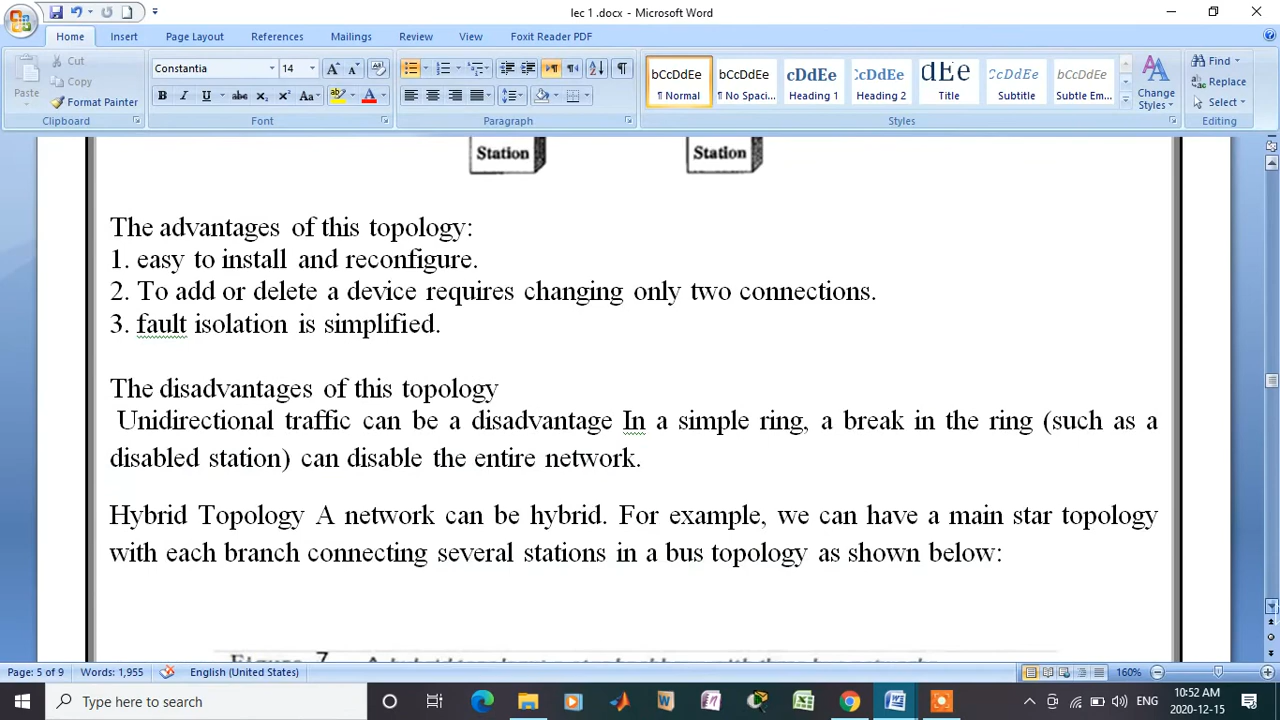 lec 1 .docx - Microsoft Word
Home Insert Page Layout References Mailings Review View Foxit Reader PDF
Paste
Cut
Copy
Format Painter
Clipboard
Constantia 14
Font
Paragraph
bCcDdEe bCcDdEe cDdEe CcDdEe dEe CcDdEe bCcDdEe
¶ Normal ¶ No Spaci... Heading 1 Heading 2 Title Subtitle Subtle Em...
Change Styles
Styles
Find
Replace
Select
Editing
Station Station
The advantages of this topology:
1. easy to install and reconfigure.
2. To add or delete a device requires changing only two connections.
3. fault isolation is simplified.
The disadvantages of this topology
Unidirectional traffic can be a disadvantage In a simple ring, a break in the ring (such as a
disabled station) can disable the entire network.
Hybrid Topology A network can be hybrid. For example, we can have a main star topology
with each branch connecting several stations in a bus topology as shown below:
Page: 5 of 9 Words: 1,955 English (United States) 160%
Type here to search
ENG 10:52 AM
2020-12-15